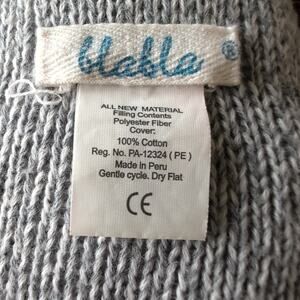 blabla ®
ALL NEW MATERIAL
Filling Contents
Polyester Fiber
Cover:
100% Cotton
Reg. No. PA-12324 ( PE )
Made in Peru
Gentle cycle. Dry Flat
CE